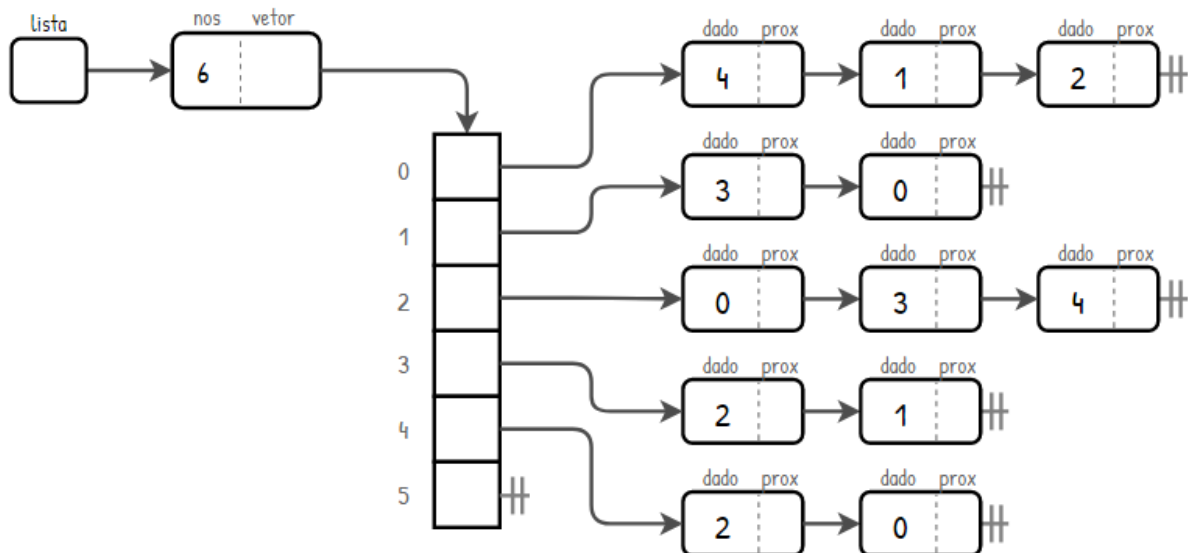 lista
nos vetor
6
dado prox dado prox dado prox
4 1 2
0
dado prox dado prox
3 0
1
dado prox dado prox dado prox
2 0 3 4
3
dado prox dado prox
2 1
4
dado prox dado prox
5
2 0